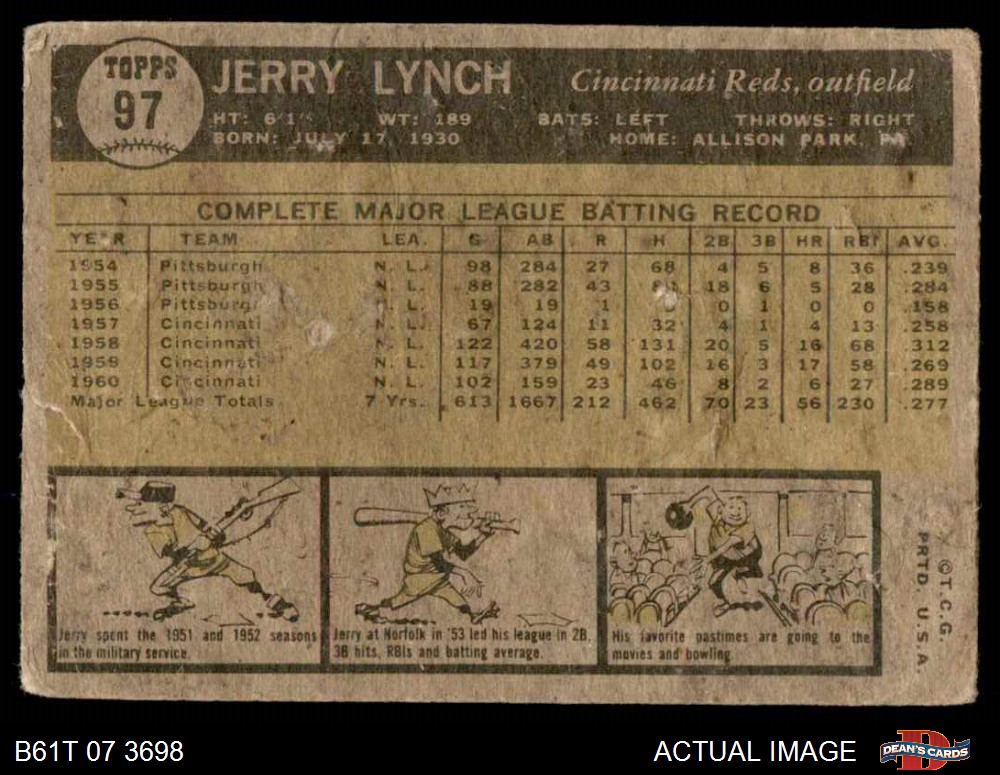 TOPPS
97
JERRY LYNCH
Cincinnati Reds, outfield
HT: 6'1" WT: 189 BATS: LEFT THROWS: RIGHT
BORN: JULY 17 1930 HOME: ALLISON PARK, PA.
COMPLETE MAJOR LEAGUE BATTING RECORD
YEAR TEAM LEA. G AB R H 2B 3B HR RBI AVG.
1954 Pittsburgh N. L. 98 284 27 68 4 5 8 36 .239
1955 Pittsburgh N. L. 88 282 43 18 6 5 28 .284
1956 Pittsburgh N. L. 19 19 1 0 1 0 .158
1957 Cincinnati N. L. 67 124 11 32 4 1 4 13 .258
1958 Cincinnati N. L. 122 420 58 131 20 5 16 68 .312
1959 Cincinnati N. L. 117 379 49 102 16 3 17 58 .269
1960 Cincinnati N. L. 102 159 23 46 8 2 6 27 .289
Major League Totals 7 Yrs. 613 1667 212 462 70 23 56 230 .277
Jerry spent the 1951 and 1952 seasons
in the military service.
Jerry at Norfolk in '53 led his league in 2B,
3B hits, RBIs and batting average.
His favorite pastimes are going to the
movies and bowling.
©T.C.G.
PRTD. U.S.A.
B61T 07 3698
ACTUAL IMAGE
DEAN'S CARDS